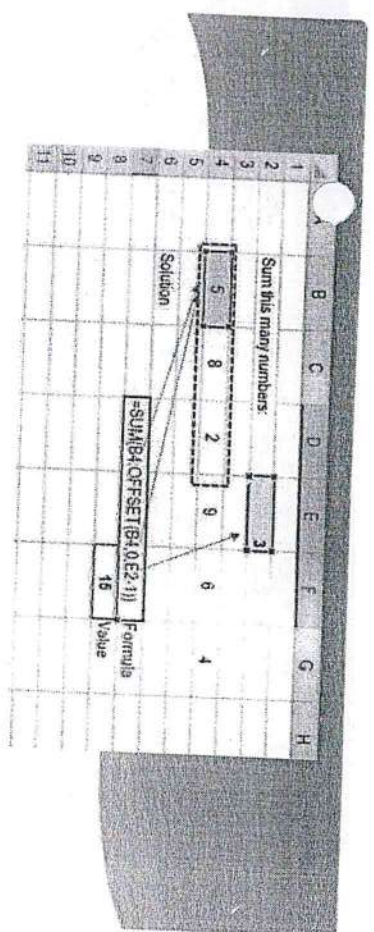 A B C D E F G H
1
2 Sum this many numbers: 3
3
4 5 8 2 9 6 4
5
6 Solution
7
8 =SUM(B4:OFFSET(B4,0,E2-1)) Formula
9 15 Value
10
11